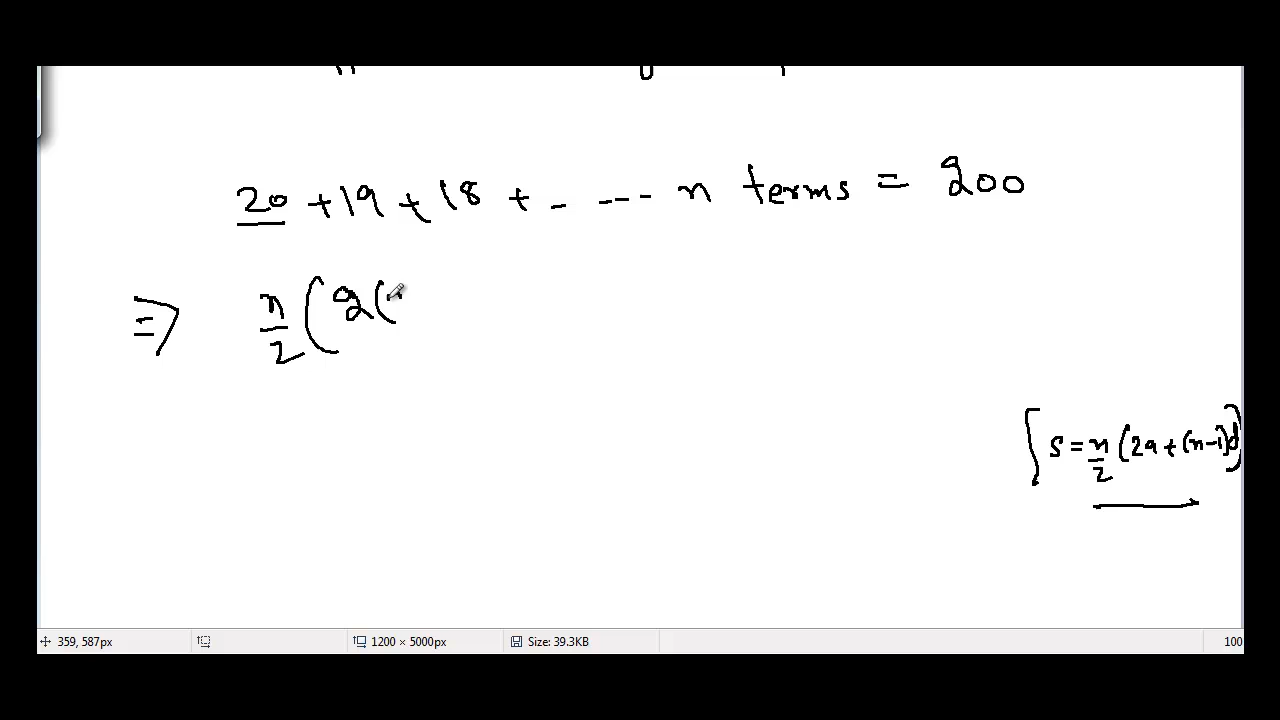 20 + 19 + 18 + - --- n terms = 200
⇒ n/2 ( 2(
[ S = n/2 (2a + (n-1)d ]
359, 587px 1200 × 5000px Size: 39.3KB 100